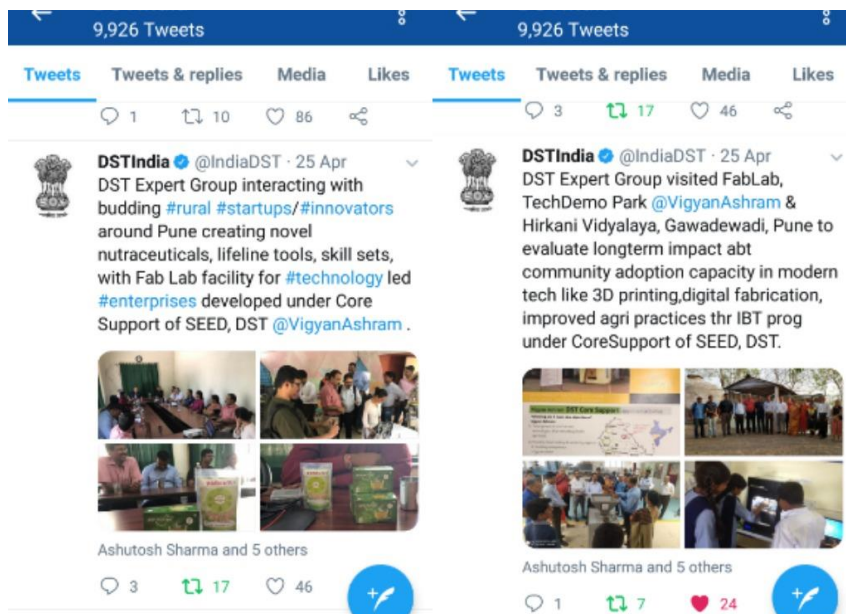 9,926 Tweets
Tweets Tweets & replies Media Likes
1 10 86
DSTIndia @IndiaDST · 25 Apr
DST Expert Group interacting with
budding #rural #startups/#innovators
around Pune creating novel
nutraceuticals, lifeline tools, skill sets,
with Fab Lab facility for #technology led
#enterprises developed under Core
Support of SEED, DST @VigyanAshram .
Ashutosh Sharma and 5 others
3 17 46
9,926 Tweets
Tweets Tweets & replies Media Likes
3 17 46
DSTIndia @IndiaDST · 25 Apr
DST Expert Group visited FabLab,
TechDemo Park @VigyanAshram &
Hirkani Vidyalaya, Gawadewadi, Pune to
evaluate longterm impact abt
community adoption capacity in modern
tech like 3D printing,digital fabrication,
improved agri practices thr IBT prog
under CoreSupport of SEED, DST.
DST Core Support
Ashutosh Sharma and 5 others
1 7 24